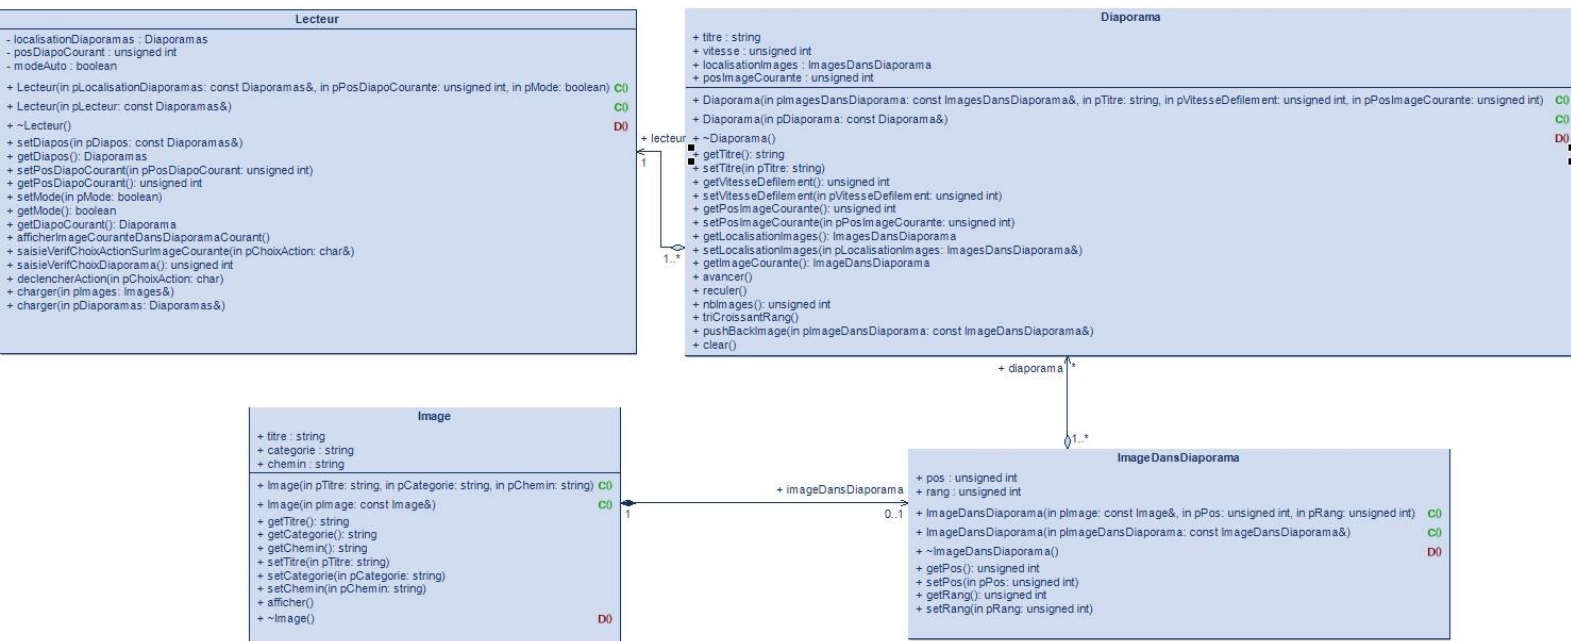 Lecteur
- localisationDiaporamas : Diaporamas
- posDiapoCourant : unsigned int
- modeAuto : boolean
+ Lecteur(in pLocalisationDiaporamas: const Diaporamas&, in pPosDiapoCourante: unsigned int, in pMode: boolean) C()
+ Lecteur(in pLecteur: const Diaporamas&) C()
+ ~Lecteur() D()
+ setDiapos(in pDiapos: const Diaporamas&)
+ getDiapos(): Diaporamas
+ setPosDiapoCourant(in pPosDiapoCourant: unsigned int)
+ getPosDiapoCourant(): unsigned int
+ setMode(in pMode: boolean)
+ getMode(): boolean
+ getDiapoCourant(): Diaporama
+ afficherImageCouranteDansDiaporamaCourant()
+ saisieVerifChoixActionSurImageCourante(in pChoixAction: char&)
+ saisieVerifChoixDiaporama(): unsigned int
+ declencherAction(in pChoixAction: char)
+ charger(in pImages: Images&)
+ charger(in pDiaporamas: Diaporamas&)
+ lecteur
1
1..*
Diaporama
+ titre : string
+ vitesse : unsigned int
+ localisationImages : ImagesDansDiaporama
+ posImageCourante : unsigned int
+ Diaporama(in pImagesDansDiaporama: const ImagesDansDiaporama&, in pTitre: string, in pVitesseDefilement: unsigned int, in pPosImageCourante: unsigned int) C()
+ Diaporama(in pDiaporama: const Diaporama&) C()
+ ~Diaporama() D()
+ getTitre(): string
+ setTitre(in pTitre: string)
+ getVitesseDefilement(): unsigned int
+ setVitesseDefilement(in pVitesseDefilement: unsigned int)
+ getPosImageCourante(): unsigned int
+ setPosImageCourante(in pPosImageCourante: unsigned int)
+ getLocalisationImages(): ImagesDansDiaporama
+ setLocalisationImages(in pLocalisationImages: ImagesDansDiaporama&)
+ getImageCourante(): ImageDansDiaporama
+ avancer()
+ reculer()
+ nbImages(): unsigned int
+ triCroissantRang()
+ pushBackImage(in pImageDansDiaporama: const ImageDansDiaporama&)
+ clear()
+ diaporama
*
1..*
Image
+ titre : string
+ categorie : string
+ chemin : string
+ Image(in pTitre: string, in pCategorie: string, in pChemin: string) C()
+ Image(in pImage: const Image&) C()
+ getTitre(): string
+ getCategorie(): string
+ getChemin(): string
+ setTitre(in pTitre: string)
+ setCategorie(in pCategorie: string)
+ setChemin(in pChemin: string)
+ afficher()
+ ~Image() D()
1
+ imageDansDiaporama
0..1
ImageDansDiaporama
+ pos : unsigned int
+ rang : unsigned int
+ ImageDansDiaporama(in pImage: const Image&, in pPos: unsigned int, in pRang: unsigned int) C()
+ ImageDansDiaporama(in pImageDansDiaporama: const ImageDansDiaporama&) C()
+ ~ImageDansDiaporama() D()
+ getPos(): unsigned int
+ setPos(in pPos: unsigned int)
+ getRang(): unsigned int
+ setRang(in pRang: unsigned int)